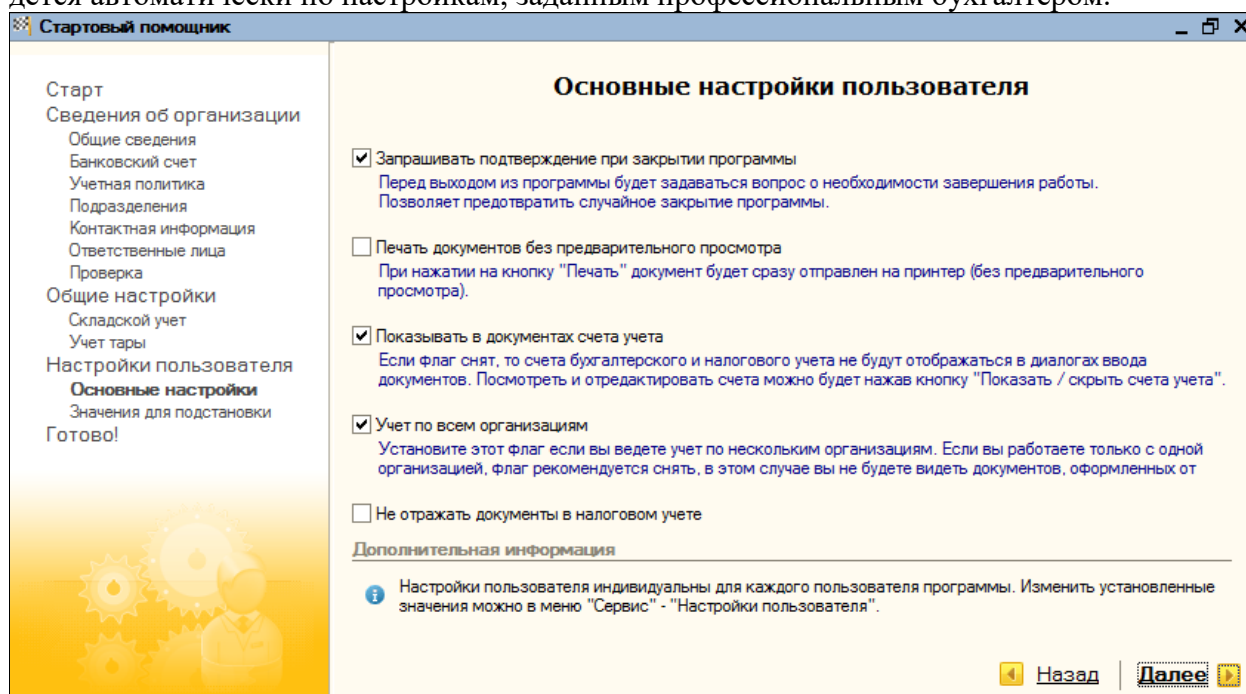 дется автоматически по настройкам, заданным профессиональным бухгалтером.
Стартовый помощник
Старт
Сведения об организации
Общие сведения
Банковский счет
Учетная политика
Подразделения
Контактная информация
Ответственные лица
Проверка
Общие настройки
Складской учет
Учет тары
Настройки пользователя
Основные настройки
Значения для подстановки
Готово!
Основные настройки пользователя
Запрашивать подтверждение при закрытии программы
Перед выходом из программы будет задаваться вопрос о необходимости завершения работы.
Позволяет предотвратить случайное закрытие программы.
Печать документов без предварительного просмотра
При нажатии на кнопку "Печать" документ будет сразу отправлен на принтер (без предварительного
просмотра).
Показывать в документах счета учета
Если флаг снят, то счета бухгалтерского и налогового учета не будут отображаться в диалогах ввода
документов. Посмотреть и отредактировать счета можно будет нажав кнопку "Показать / скрыть счета учета".
Учет по всем организациям
Установите этот флаг если вы ведете учет по нескольким организациям. Если вы работаете только с одной
организацией, флаг рекомендуется снять, в этом случае вы не будете видеть документов, оформленных от
Не отражать документы в налоговом учете
Дополнительная информация
Настройки пользователя индивидуальны для каждого пользователя программы. Изменить установленные
значения можно в меню "Сервис" - "Настройки пользователя".
Назад
Далее